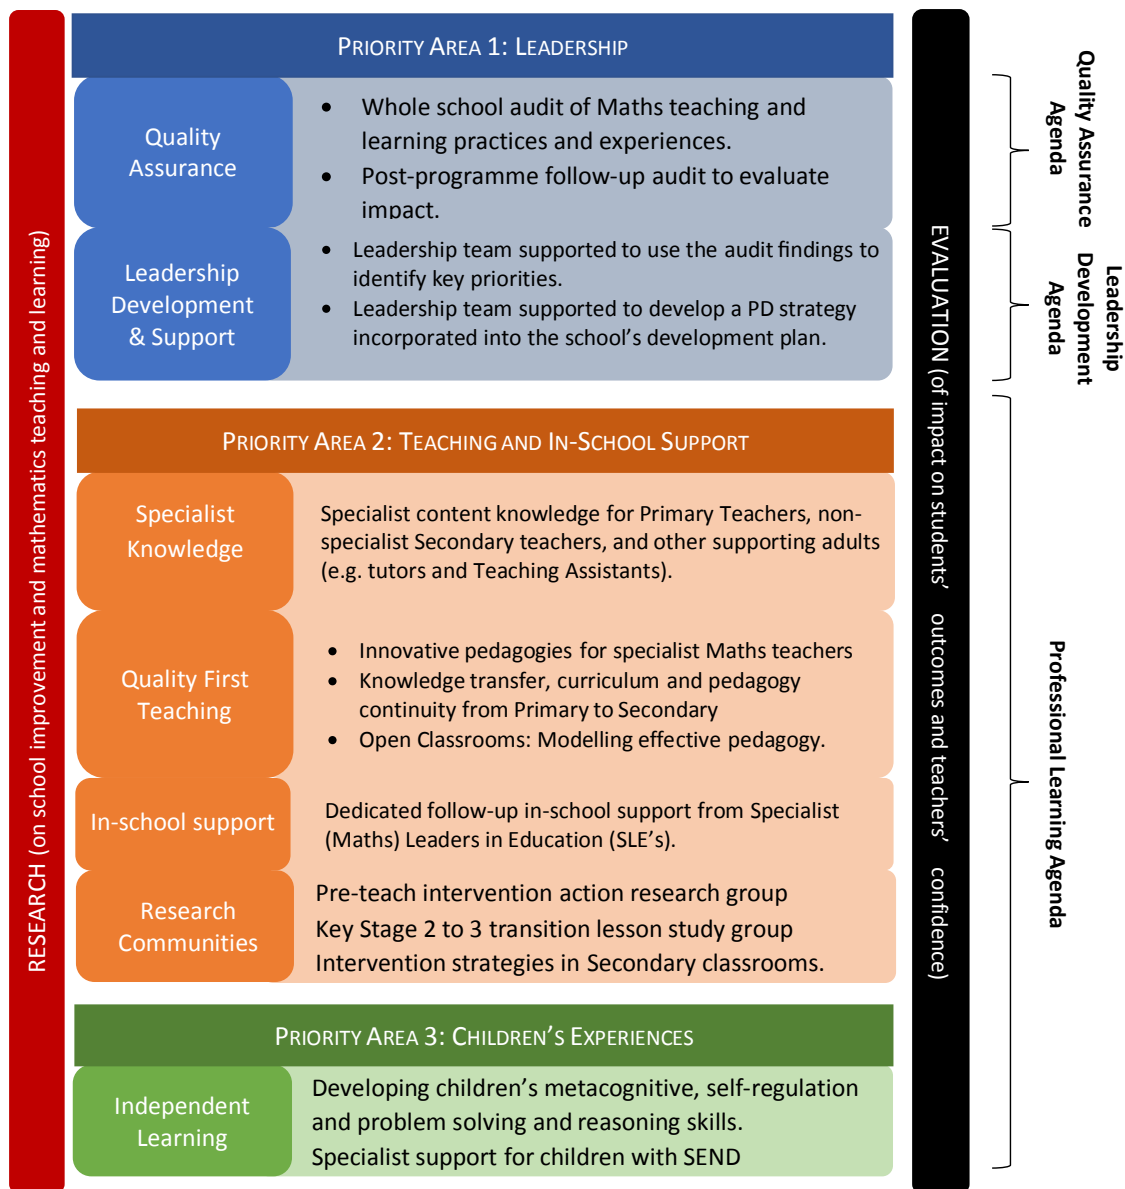 RESEARCH (on school improvement and mathematics teaching and learning)
PRIORITY AREA 1: LEADERSHIP
Quality
Assurance
• Whole school audit of Maths teaching and
learning practices and experiences.
• Post-programme follow-up audit to evaluate
impact.
Leadership
Development
& Support
• Leadership team supported to use the audit findings to
identify key priorities.
• Leadership team supported to develop a PD strategy
incorporated into the school’s development plan.
PRIORITY AREA 2: TEACHING AND IN-SCHOOL SUPPORT
Specialist
Knowledge
Specialist content knowledge for Primary Teachers, non-
specialist Secondary teachers, and other supporting adults
(e.g. tutors and Teaching Assistants).
Quality First
Teaching
• Innovative pedagogies for specialist Maths teachers
• Knowledge transfer, curriculum and pedagogy
continuity from Primary to Secondary
• Open Classrooms: Modelling effective pedagogy.
In-school support
Dedicated follow-up in-school support from Specialist
(Maths) Leaders in Education (SLE’s).
Research
Communities
Pre-teach intervention action research group
Key Stage 2 to 3 transition lesson study group
Intervention strategies in Secondary classrooms.
PRIORITY AREA 3: CHILDREN’S EXPERIENCES
Independent
Learning
Developing children’s metacognitive, self-regulation
and problem solving and reasoning skills.
Specialist support for children with SEND
EVALUATION (of impact on students’ outcomes and teachers’ confidence)
Quality Assurance
Agenda
Leadership
Development
Agenda
Professional Learning Agenda